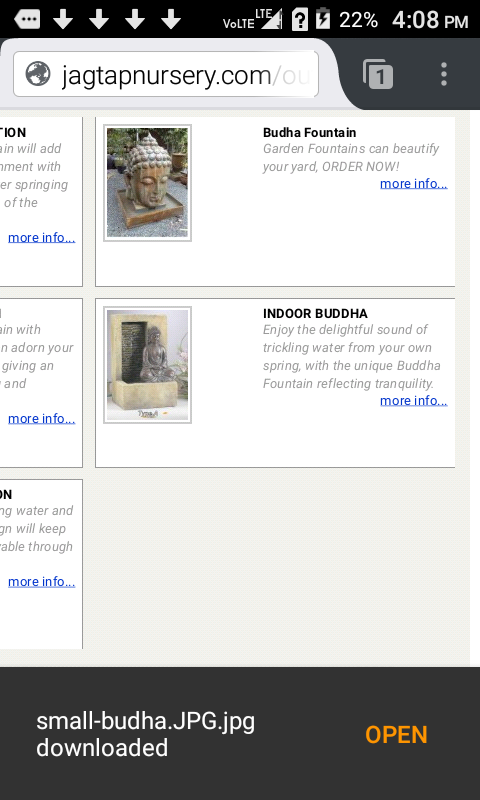 VoLTE LTE 22% 4:08 PM
jagtapnursery.com/ou
1
TION
ain will add
nment with
er springing
of the
more info...
Budha Fountain
Garden Fountains can beautify
your yard, ORDER NOW!
more info...
ain with
n adorn your
giving an
and
more info...
INDOOR BUDDHA
Enjoy the delightful sound of
trickling water from your own
spring, with the unique Buddha
Fountain reflecting tranquility.
more info...
ON
ng water and
gn will keep
able through
more info...
small-budha.JPG.jpg
downloaded
OPEN